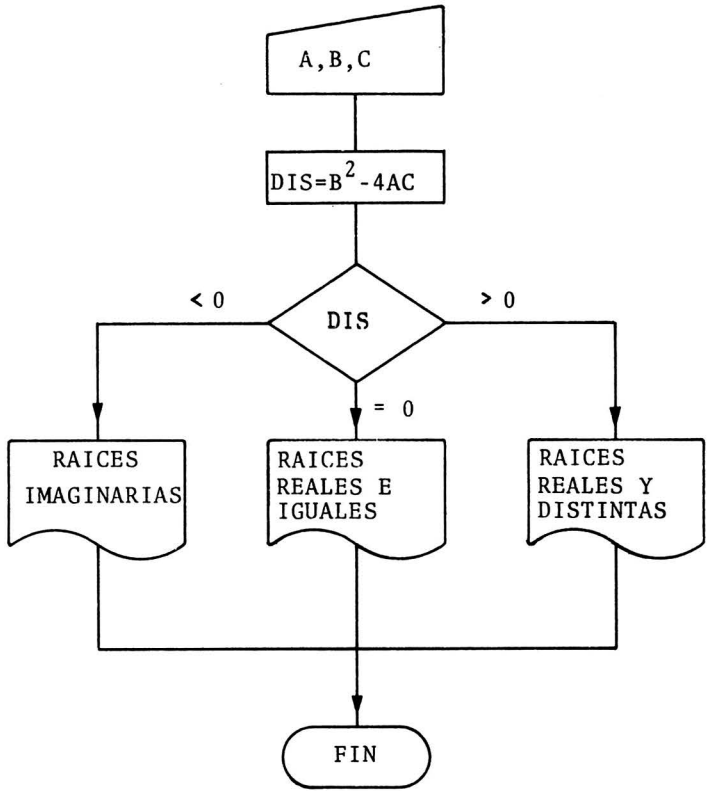 A,B,C
DIS=B²-4AC
< 0
> 0
DIS
= 0
RAICES
IMAGINARIAS
RAICES
REALES E
IGUALES
RAICES
REALES Y
DISTINTAS
FIN